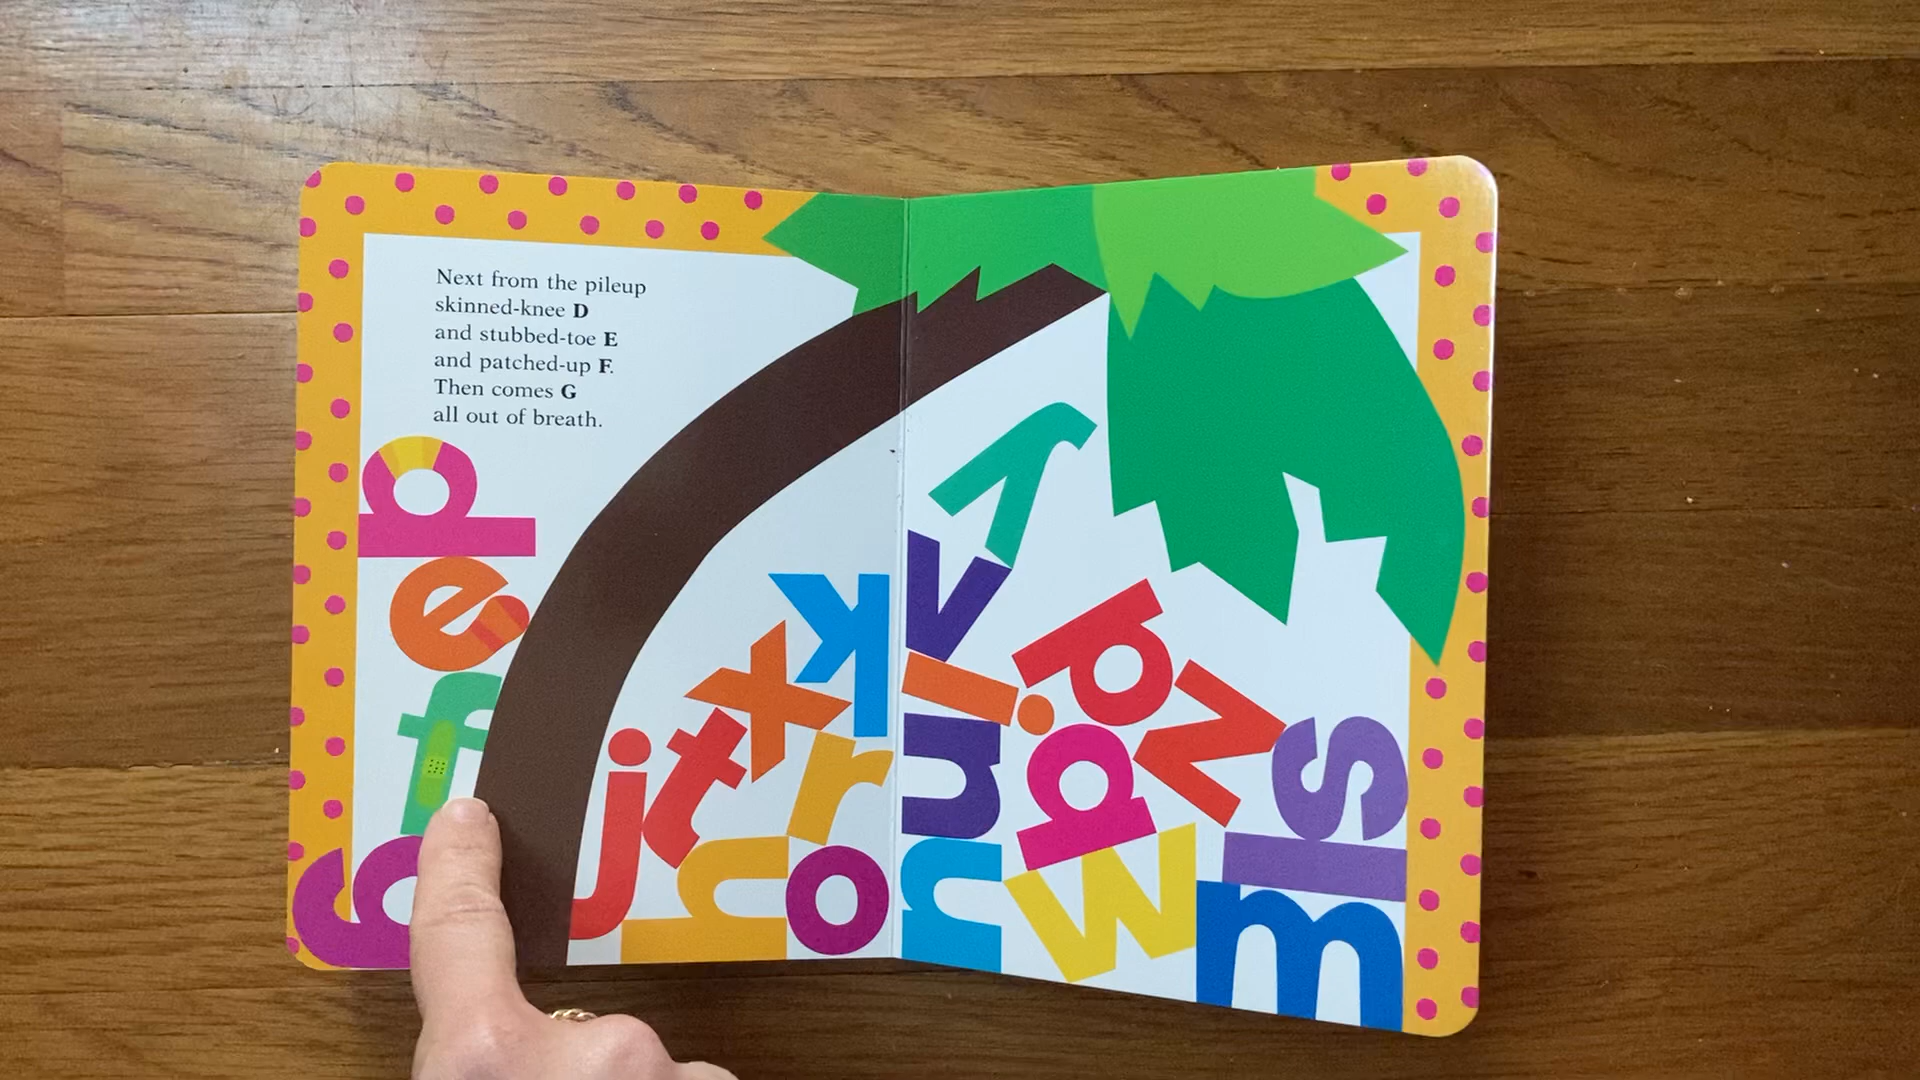 Next from the pileup
skinned-knee D
and stubbed-toe E
and patched-up F.
Then comes G
all out of breath.
d
e
f
g
j
t
x
k
r
h
o
y
v
i
u
n
p
q
z
w
s
l
m